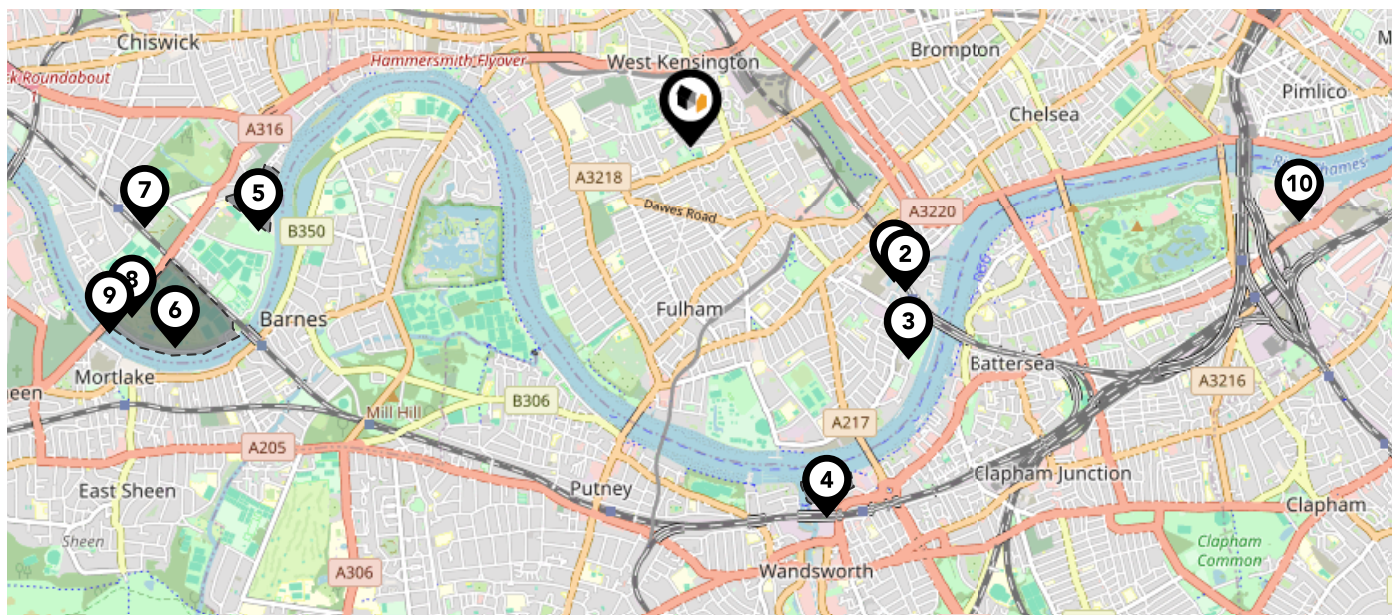 Chiswick
Hammersmith Flyover
West Kensington
Brompton
M
k Roundabout
Pimlico
Chelsea
A316
7
5
A3218
Dawes Road
A3220
10
B350
2
8
9
6
3
Fulham
Barnes
Mortlake
een
Battersea
A3216
B306
Mill Hill
A217
A205
4
Clapham Junction
East Sheen
Putney
Clapham
Sheen
Clapham
Common
A306
Wandsworth